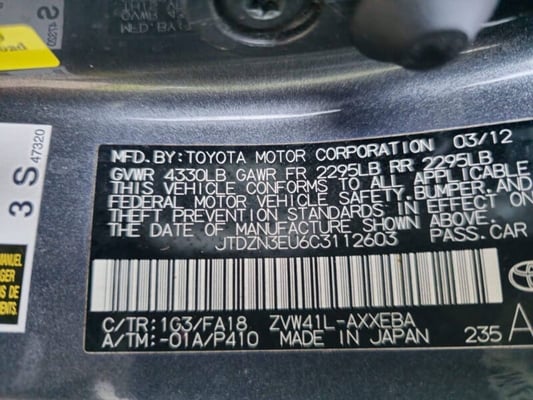 MFD.BY:TOYOTA MOTOR CORPORATION 03/12
GVWR 4330LB GAWR FR 2295LB RR 2295LB
THIS VEHICLE CONFORMS TO ALL APPLICABLE
FEDERAL MOTOR VEHICLE SAFETY, BUMPER, AND
THEFT PREVENTION STANDARDS IN EFFECT ON
THE DATE OF MANUFACTURE SHOWN ABOVE.
JTDZN3EU6C3112603 PASS.CAR
C/TR:1G3/FA18 ZVW41L-AXXEBA
A/TM:-01A/P410 MADE IN JAPAN 235 A
3 S 47320
MANUEL